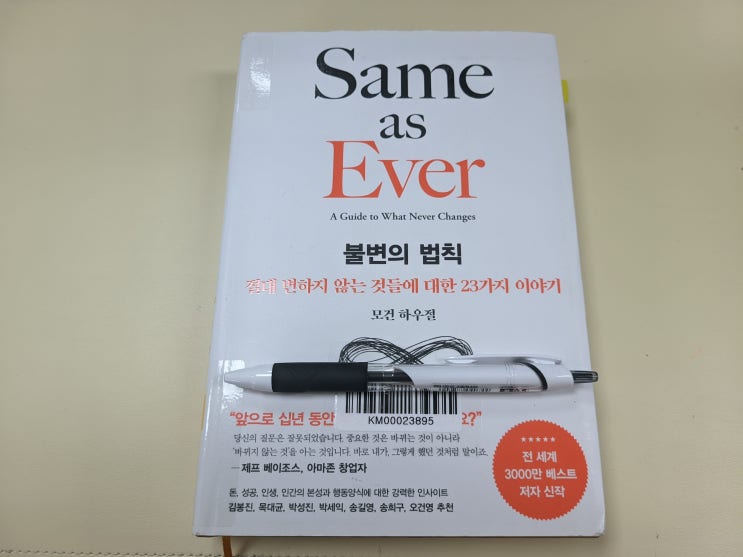 Same
as
Ever
A Guide to What Never Changes
불변의 법칙
절대 변하지 않는 것들에 대한 23가지 이야기
모건 하우절
KM00023895
“앞으로 십년 동안 요?”
당신의 질문은 잘못되었습니다. 중요한 것은 바뀌는 것이 아니라
‘바뀌지 않는 것’을 아는 것입니다. 바로 내가, 그렇게 했던 것처럼 말이죠.
— 제프 베이조스, 아마존 창업자
돈, 성공, 인생, 인간의 본성과 행동양식에 대한 강력한 인사이트
김봉진, 목대균, 박성진, 박세익, 송길영, 송희구, 오건영 추천
★★★★★
전 세계
3000만 베스트
저자 신작